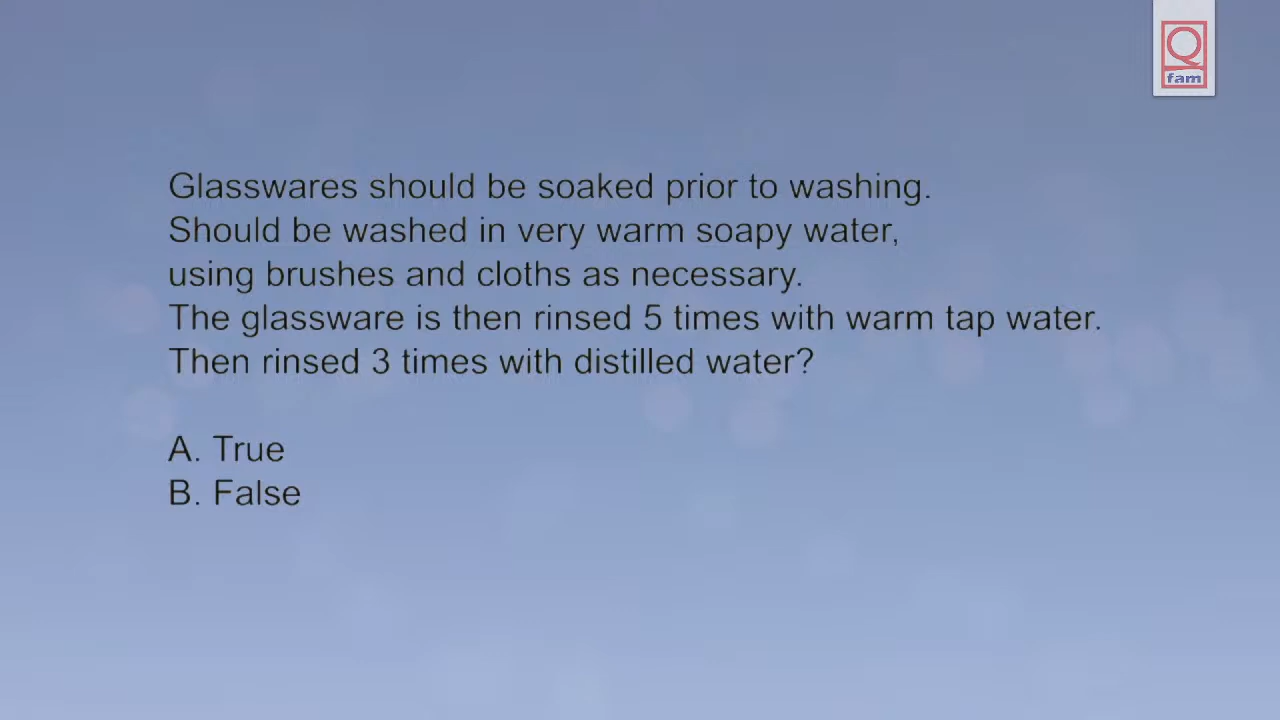 Q
fam
Glasswares should be soaked prior to washing.
Should be washed in very warm soapy water,
using brushes and cloths as necessary.
The glassware is then rinsed 5 times with warm tap water.
Then rinsed 3 times with distilled water?
A. True
B. False